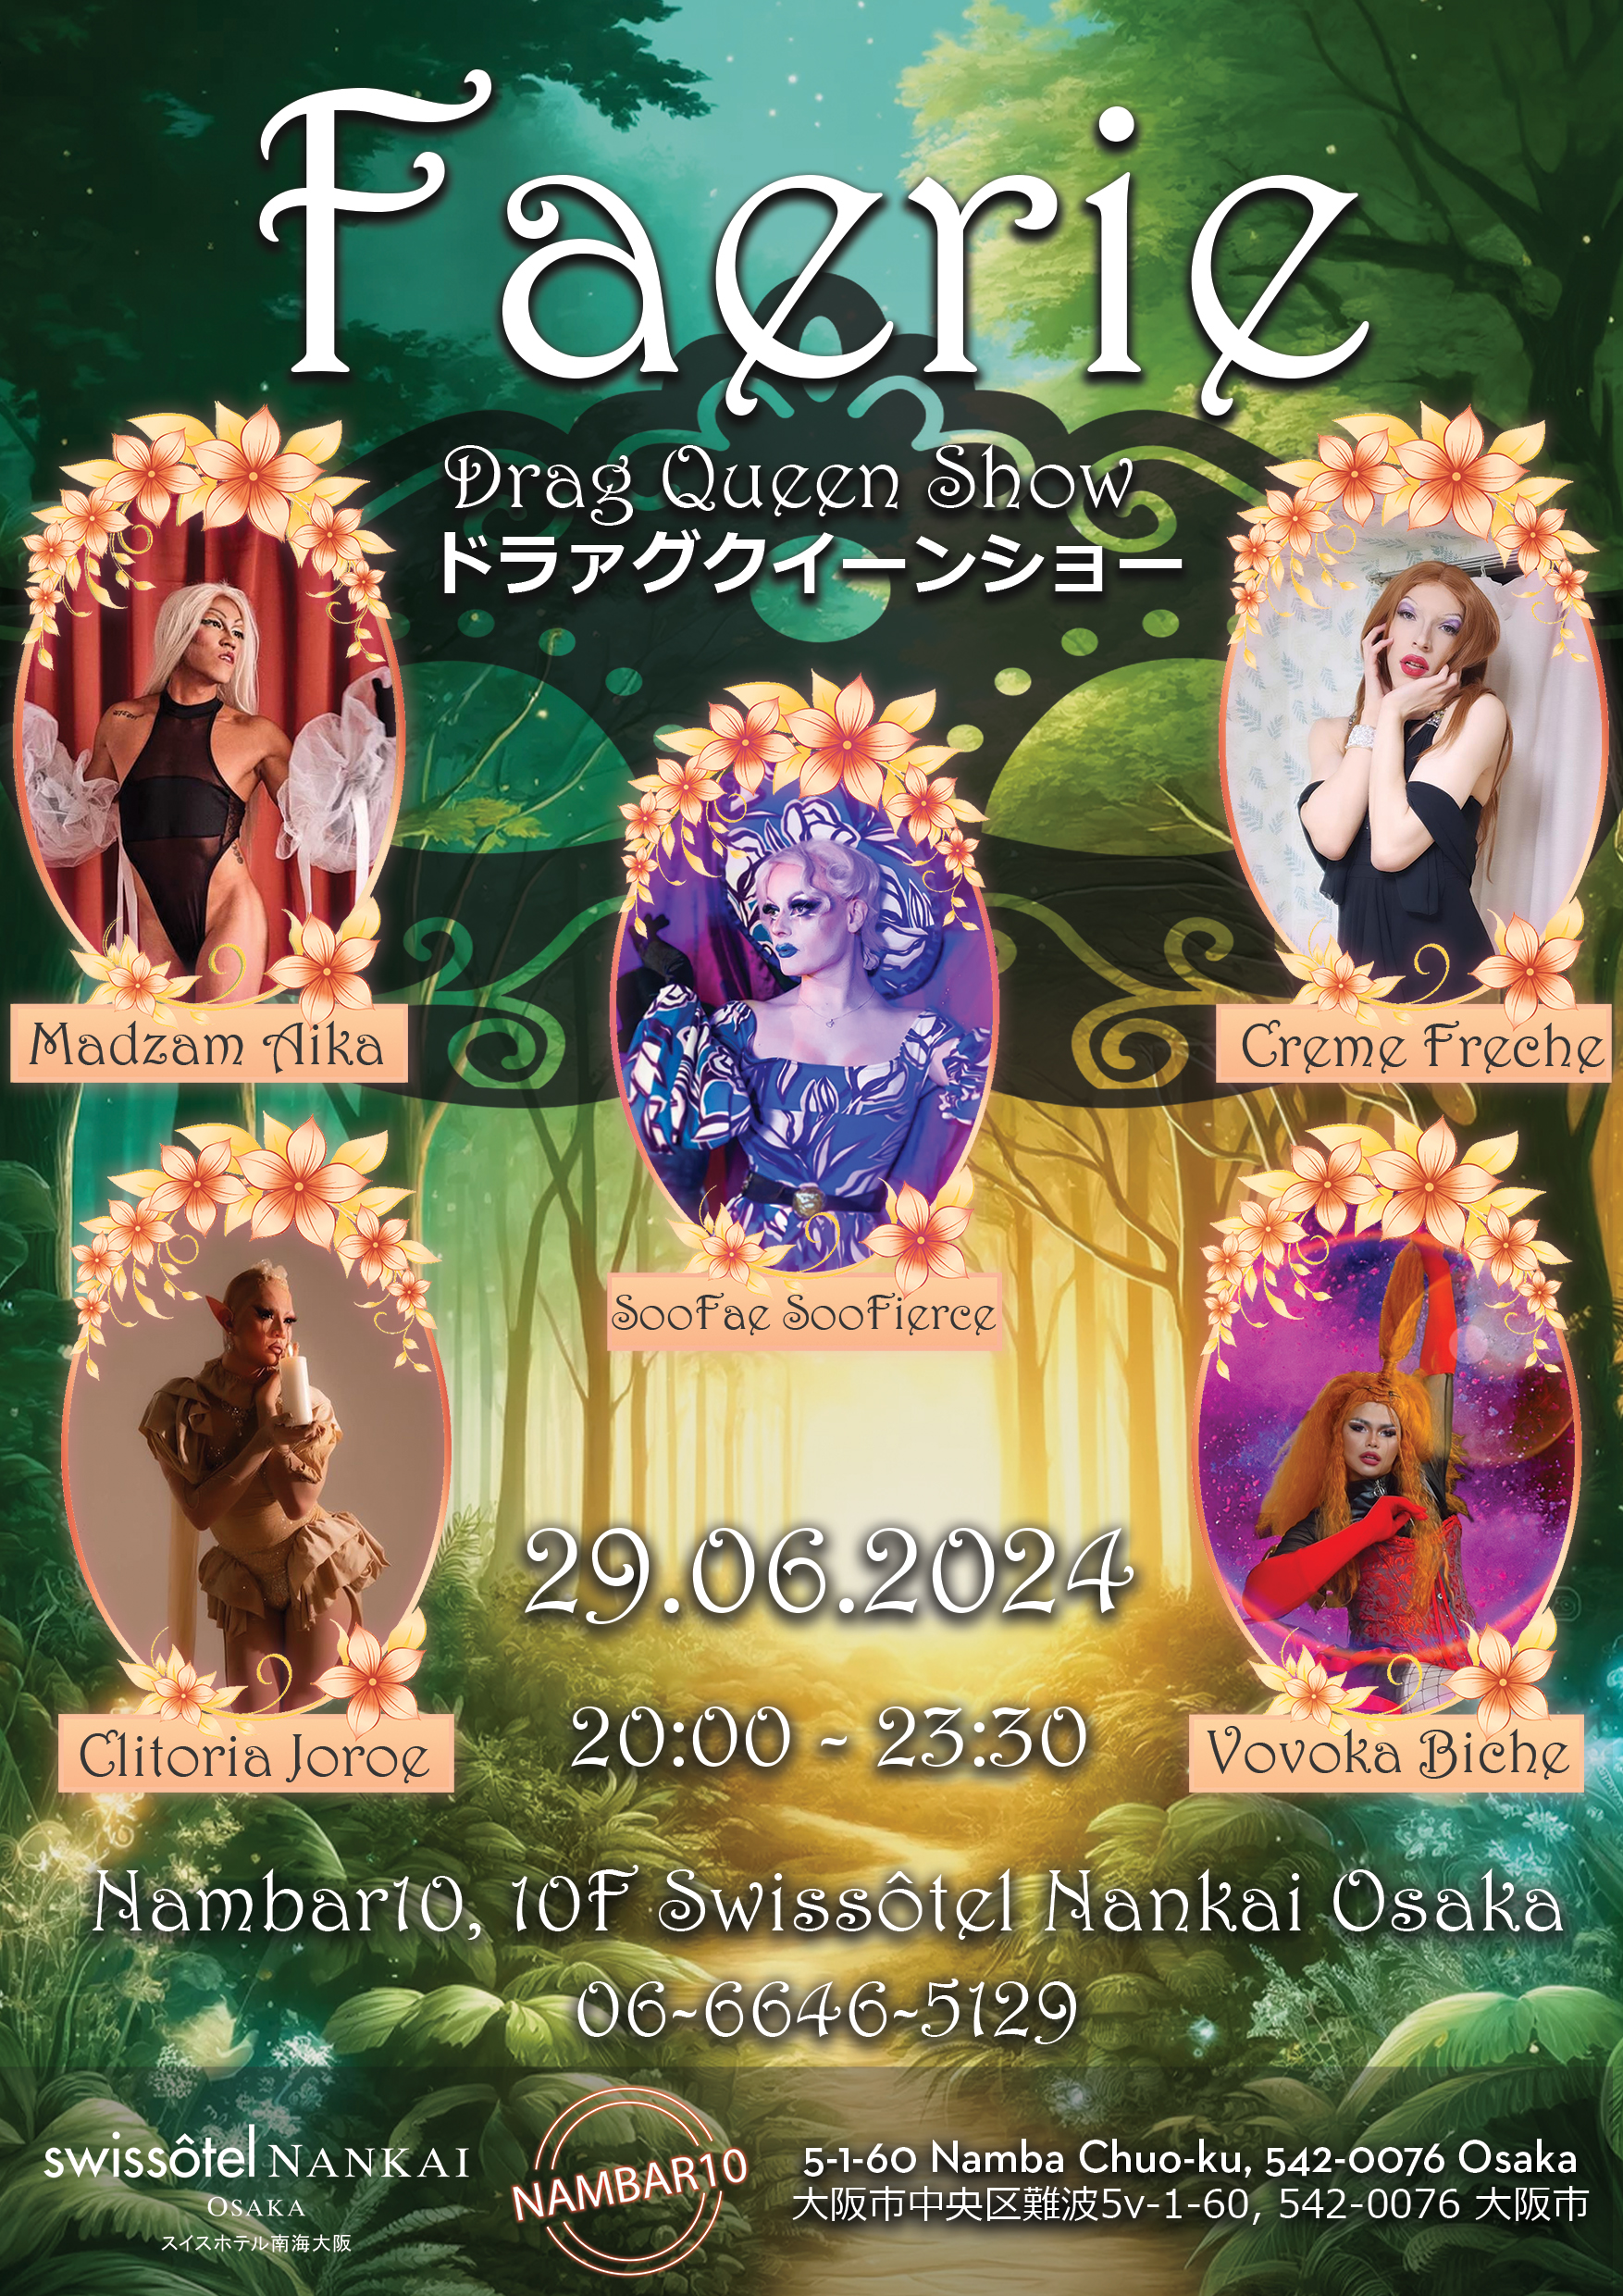 Faerie
Drag Queen Show
ドラァグクイーンショー
Madzam Aika
Creme Freche
SooFae SooFierce
Clitoria Joroe
Vovoka Biche
29.06.2024
20:00 - 23:30
Nambar10, 10F Swissôtel Nankai Osaka
06-6646-5129
swissôtel NANKAI
OSAKA
スイスホテル南海大阪
NAMBAR10
5-1-60 Namba Chuo-ku, 542-0076 Osaka
大阪市中央区難波5v-1-60, 542-0076 大阪市